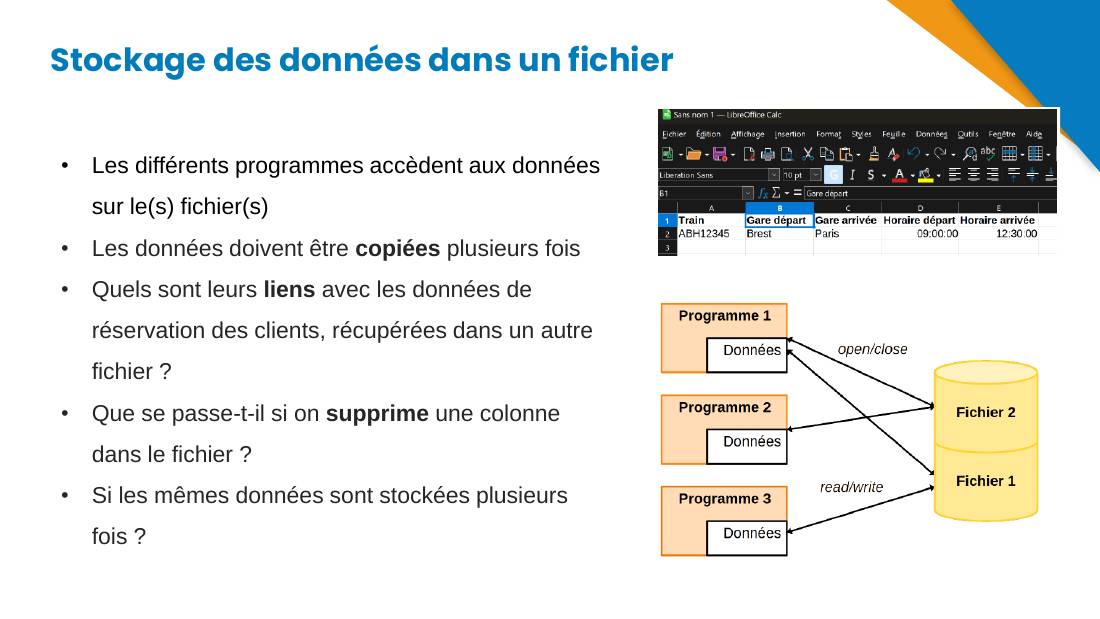 Stockage des données dans un fichier
• Les différents programmes accèdent aux données
sur le(s) fichier(s)
• Les données doivent être copiées plusieurs fois
• Quels sont leurs liens avec les données de
réservation des clients, récupérées dans un autre
fichier ?
• Que se passe-t-il si on supprime une colonne
dans le fichier ?
• Si les mêmes données sont stockées plusieurs
fois ?
Sans nom 1 — LibreOffice Calc
Fichier Édition Affichage Insertion Format Styles Feuille Données Outils Fenêtre Aide
Liberation Sans 10 pt G I S A
B1 fx Σ = Gare départ
A B C D E
1 Train Gare départ Gare arrivée Horaire départ Horaire arrivée
2 ABH12345 Brest Paris 09:00:00 12:30:00
3
Programme 1
Données
open/close
Programme 2
Données
Fichier 2
Fichier 1
read/write
Programme 3
Données